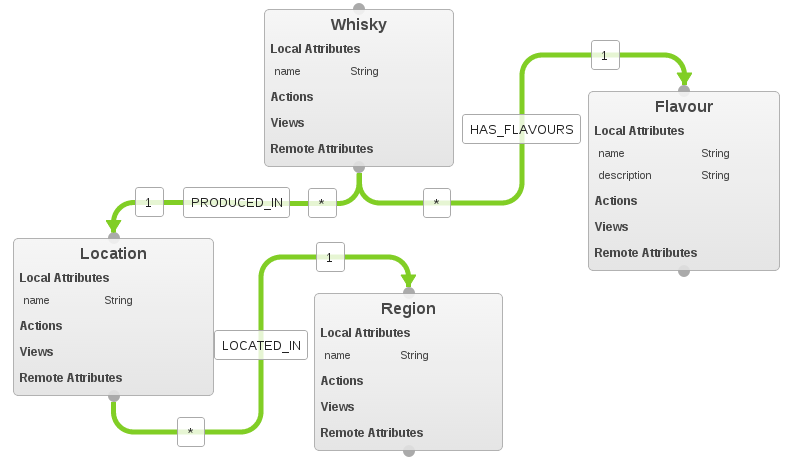 Whisky
Local Attributes
name String
Actions
Views
Remote Attributes
HAS_FLAVOURS
1
*
Flavour
Local Attributes
name String
description String
Actions
Views
Remote Attributes
1
PRODUCED_IN
*
Location
Local Attributes
name String
Actions
Views
Remote Attributes
1
LOCATED_IN
*
Region
Local Attributes
name String
Actions
Views
Remote Attributes